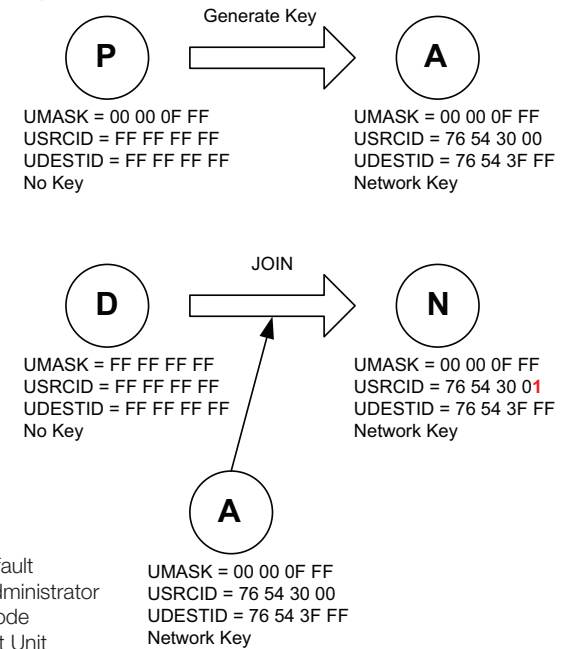 Generate Key
P
A
UMASK = 00 00 0F FF
USRCID = FF FF FF FF
UDESTID = FF FF FF FF
No Key
UMASK = 00 00 0F FF
USRCID = 76 54 30 00
UDESTID = 76 54 3F FF
Network Key
JOIN
D
N
UMASK = FF FF FF FF
USRCID = FF FF FF FF
UDESTID = FF FF FF FF
No Key
UMASK = 00 00 0F FF
USRCID = 76 54 30 01
UDESTID = 76 54 3F FF
Network Key
A
UMASK = 00 00 0F FF
USRCID = 76 54 30 00
UDESTID = 76 54 3F FF
Network Key
Unit